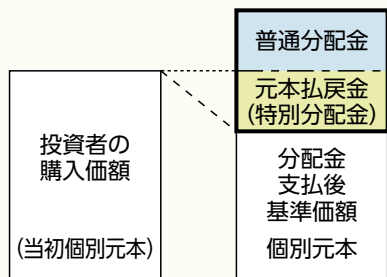 普通分配金
元本払戻金
(特別分配金)
投資者の
購入価額
(当初個別元本)
分配金
支払後
基準価額
個別元本